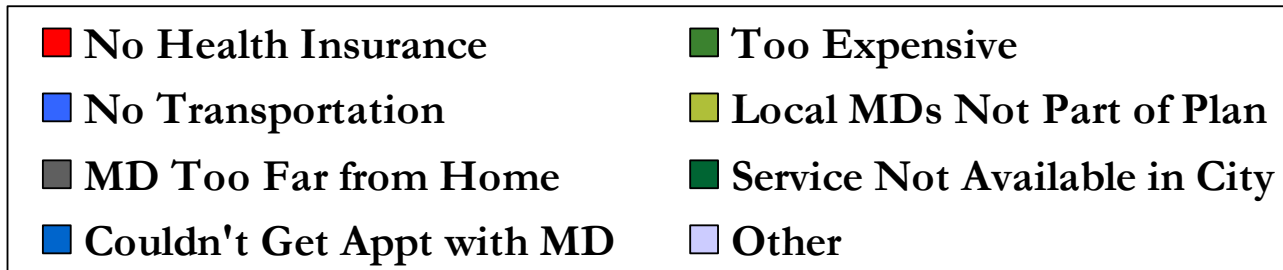 No Health Insurance
Too Expensive
No Transportation
Local MDs Not Part of Plan
MD Too Far from Home
Service Not Available in City
Couldn't Get Appt with MD
Other